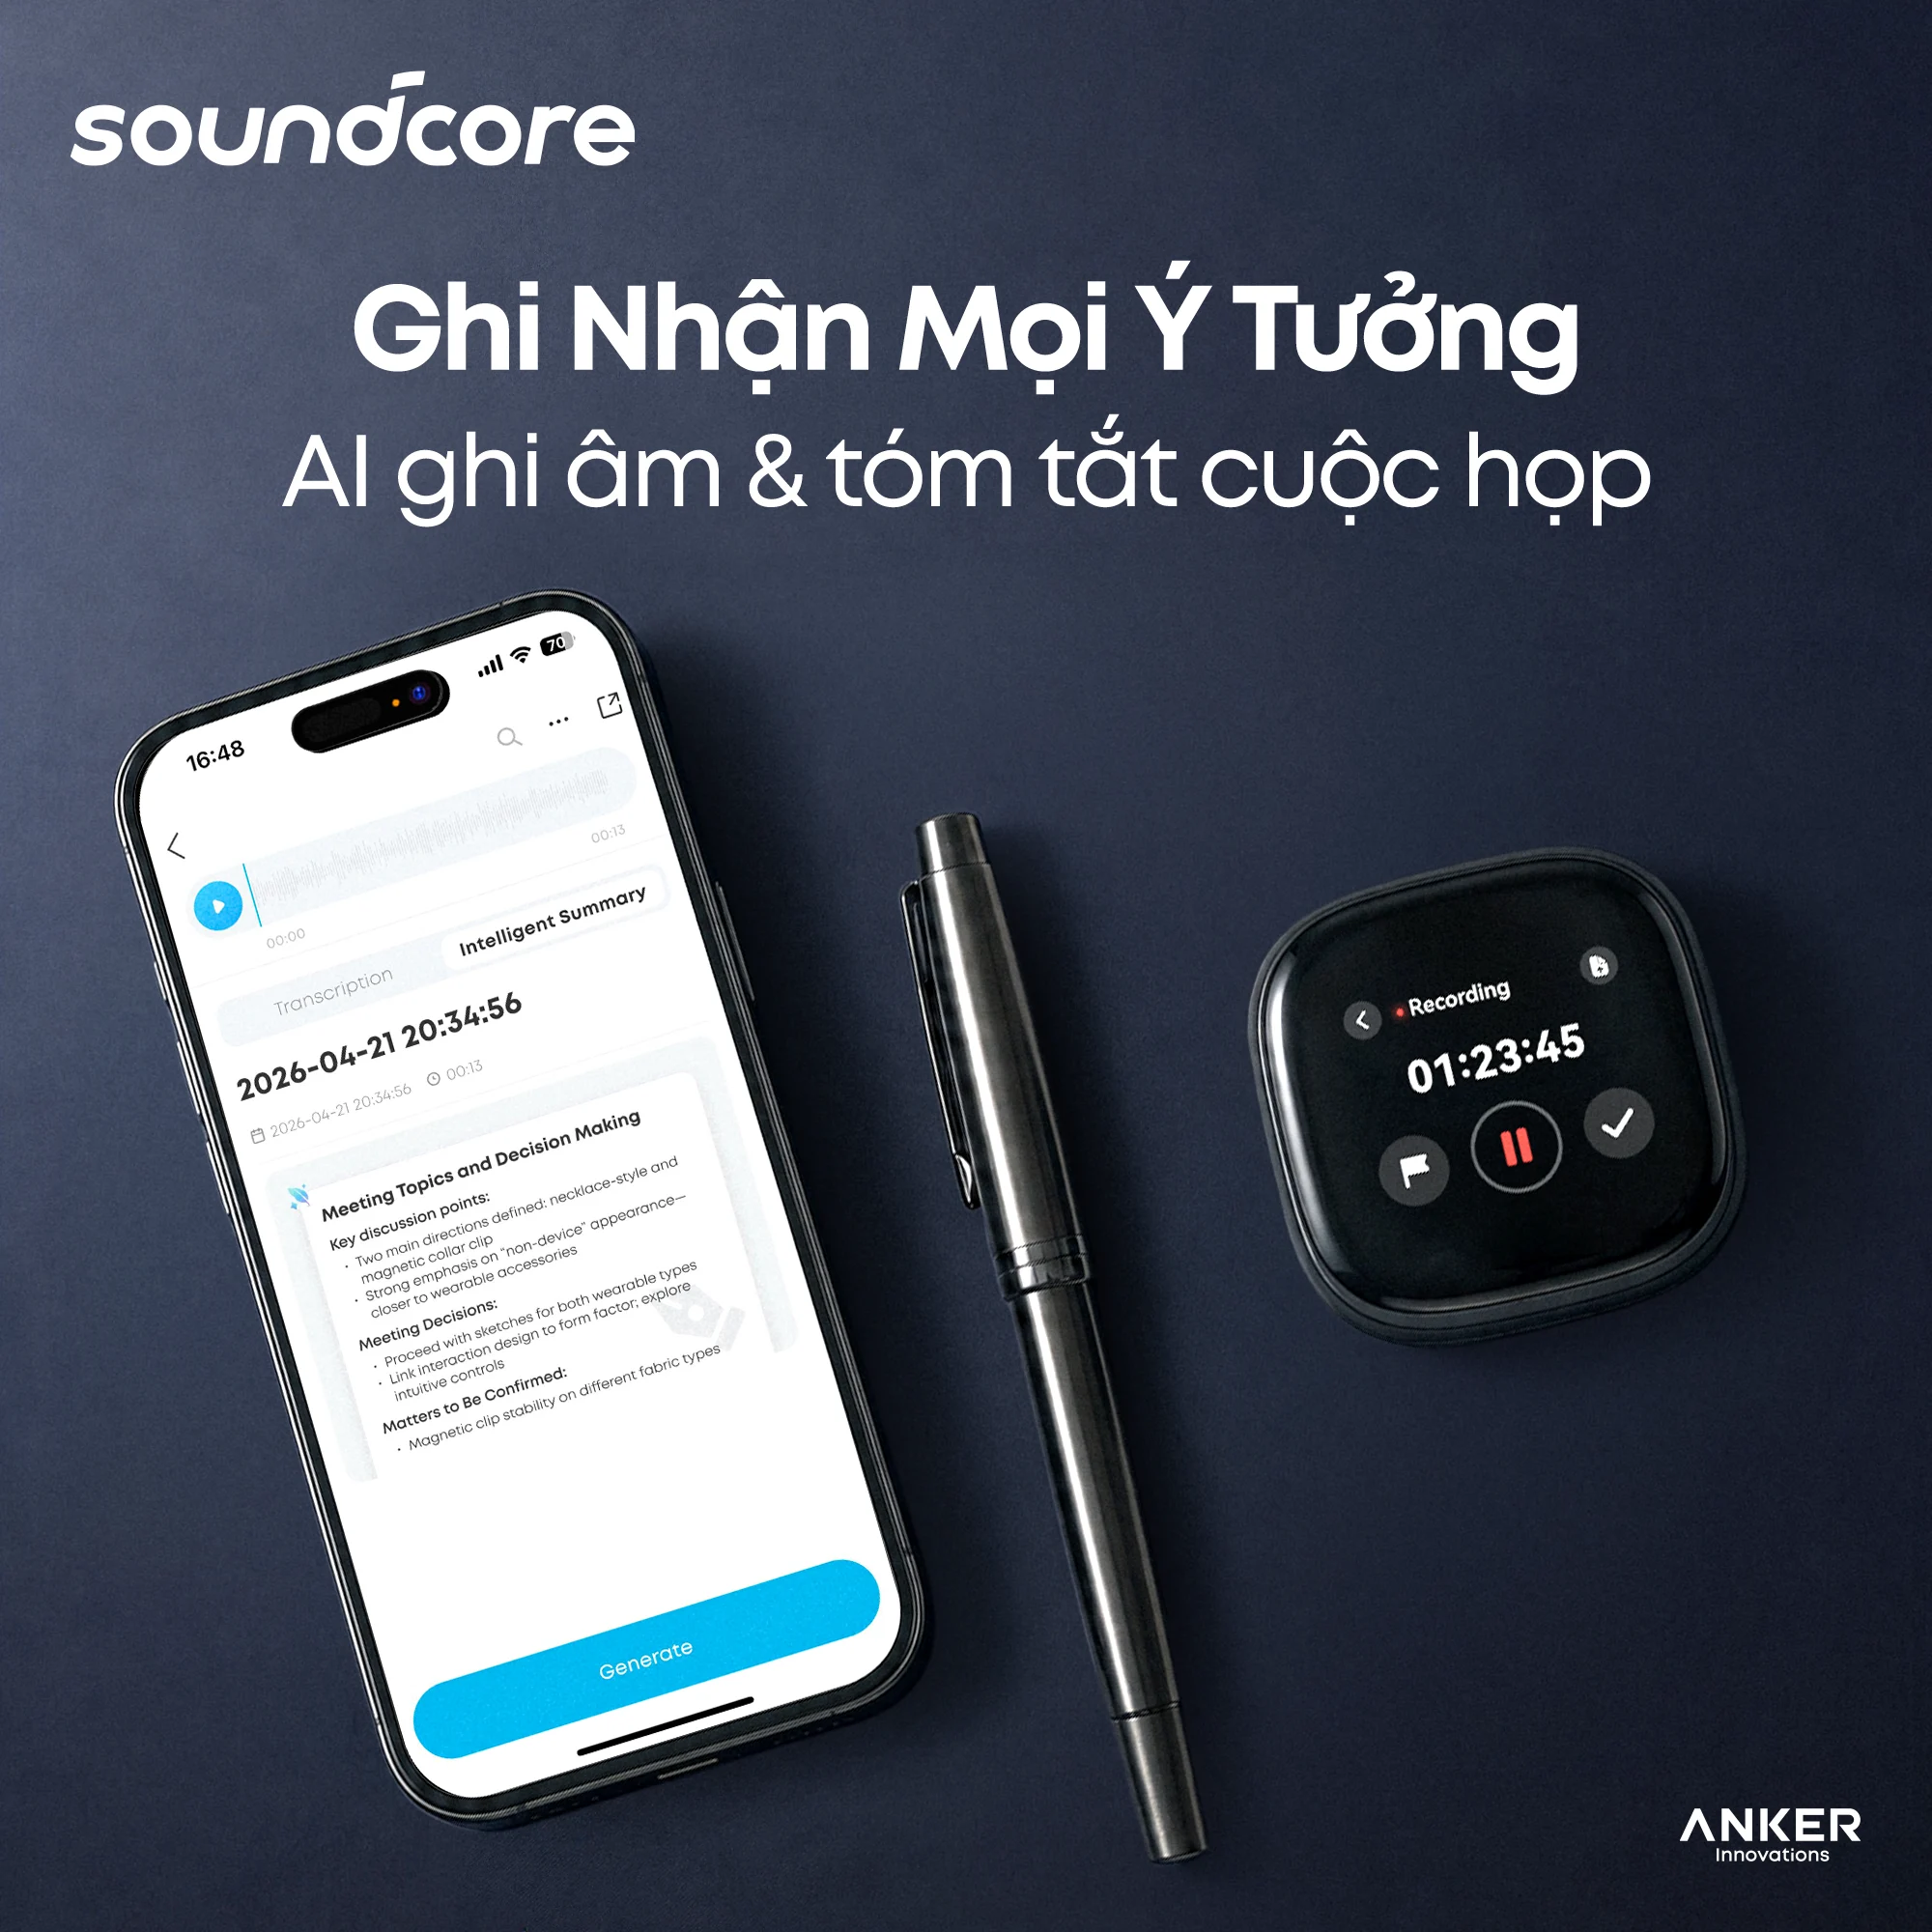 soundcore
Ghi Nhận Mọi Ý Tưởng
AI ghi âm & tóm tắt cuộc họp
16:48
70
00:13
00:00
Transcription
Intelligent Summary
2026-04-21 20:34:56
2026-04-21 20:34:56 00:13
Meeting Topics and Decision Making
Key discussion points:
• Two main directions defined: necklace-style and
magnetic collar clip
• Strong emphasis on "non-device" appearance—
closer to wearable accessories
Meeting Decisions:
• Proceed with sketches for both wearable types
• Link interaction design to form factor; explore
intuitive controls
Matters to Be Confirmed:
• Magnetic clip stability on different fabric types
Generate
Recording
01:23:45
ANKER
Innovations